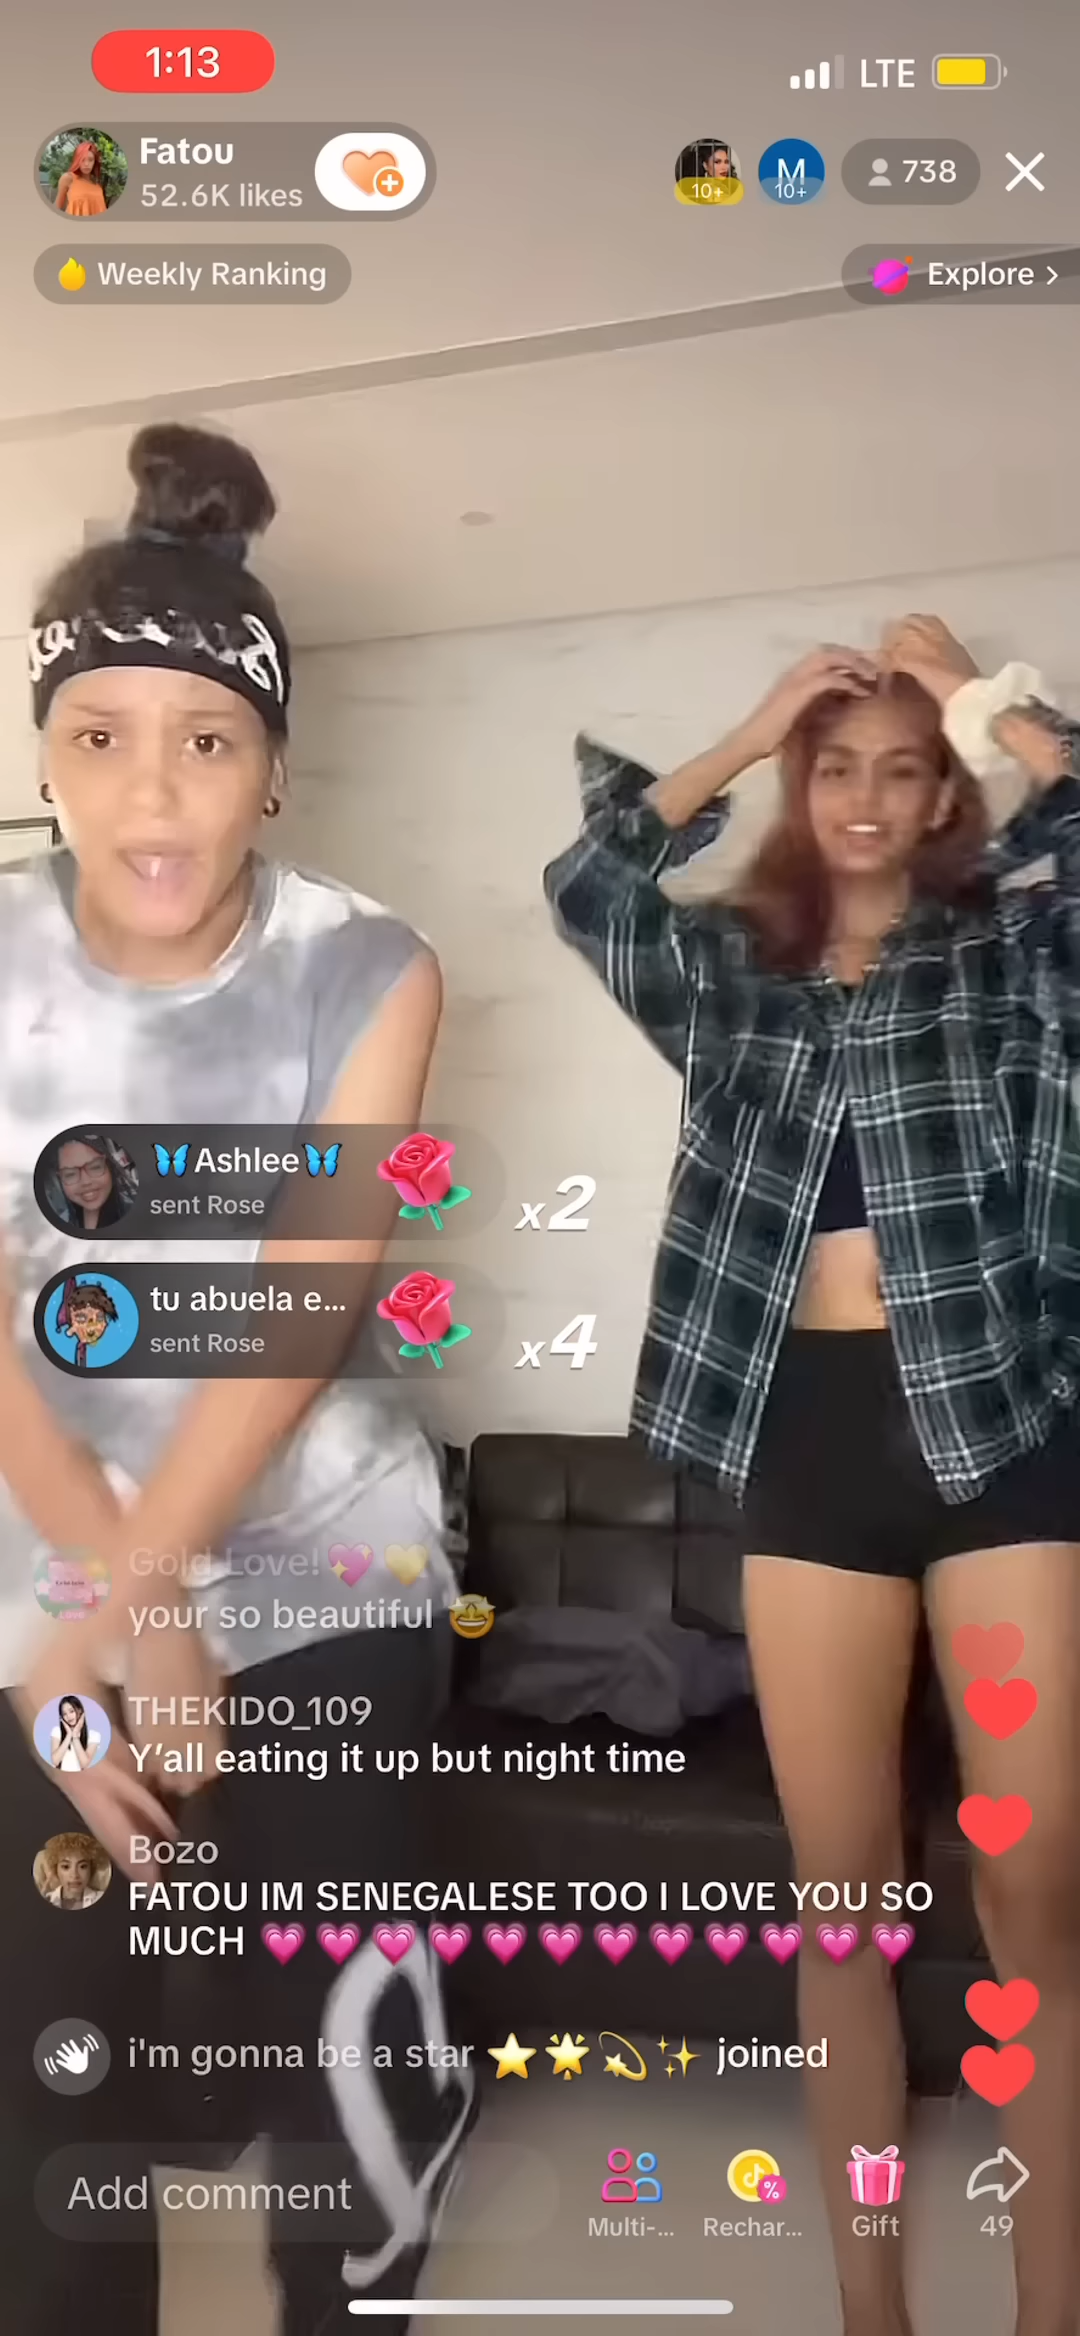 1:13
LTE
Fatou
52.6K likes
10+
M
10+
738
Weekly Ranking
Explore >
🦋Ashlee🦋
sent Rose
x2
tu abuela e...
sent Rose
x4
Gold Love!💖💛
your so beautiful 🤩
THEKIDO_109
Y'all eating it up but night time
Bozo
FATOU IM SENEGALESE TOO I LOVE YOU SO
MUCH 💗💗💗💗💗💗💗💗💗💗💗💗
i'm gonna be a star ⭐🌟💫✨ joined
Add comment
Multi-...
Rechar...
Gift
49